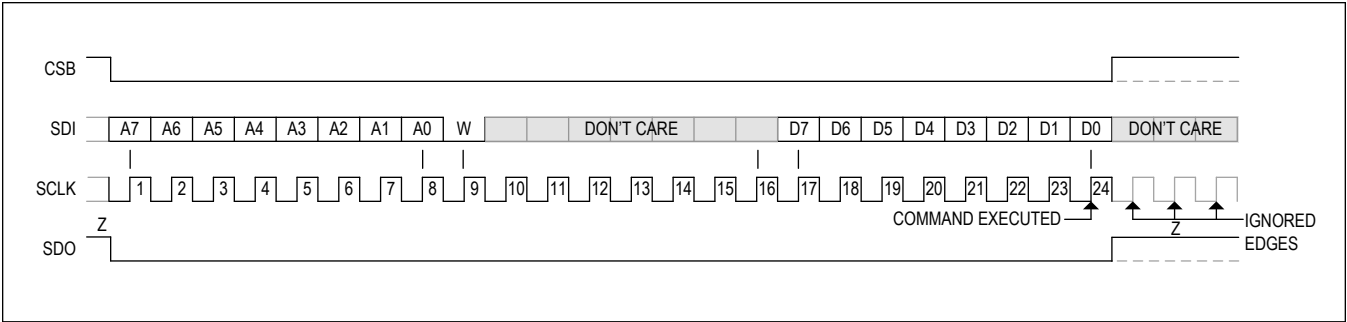 CSB
SDI A7 A6 A5 A4 A3 A2 A1 A0 W DON'T CARE D7 D6 D5 D4 D3 D2 D1 D0 DON'T CARE
SCLK 1 2 3 4 5 6 7 8 9 10 11 12 13 14 15 16 17 18 19 20 21 22 23 24
COMMAND EXECUTED IGNORED
Z Z
EDGES
SDO